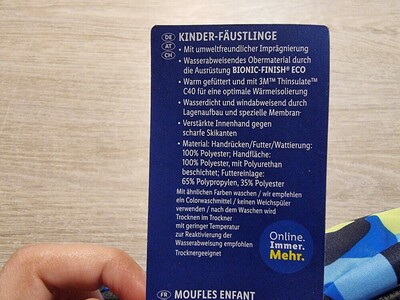 DE KINDER-FÄUSTLINGE
AT • Mit umweltfreundlicher Imprägnierung
CH • Wasserabweisendes Obermaterial durch
die Ausrüstung BIONIC-FINISH® ECO
• Warm gefüttert und mit 3M™ Thinsulate™
C40 für eine optimale Wärmeisolierung
• Wasserdicht und windabweisend durch
Lagenaufbau und spezielle Membran
• Verstärkte Innenhand gegen
scharfe Skikanten
• Material: Handrücken/Futter/Wattierung:
100% Polyester; Handfläche:
100% Polyester, mit Polyurethan
beschichtet; Futtereinlage:
65% Polypropylen, 35% Polyester
Mit ähnlichen Farben waschen / wir empfehlen
ein Colorwaschmittel / keinen Weichspüler
verwenden / nach dem Waschen wird
Trocknen im Trockner
mit geringer Temperatur
zur Reaktivierung der
Wasserabweisung empfohlen
Trocknergeeignet
Online.
Immer.
Mehr.
FR MOUFLES ENFANT